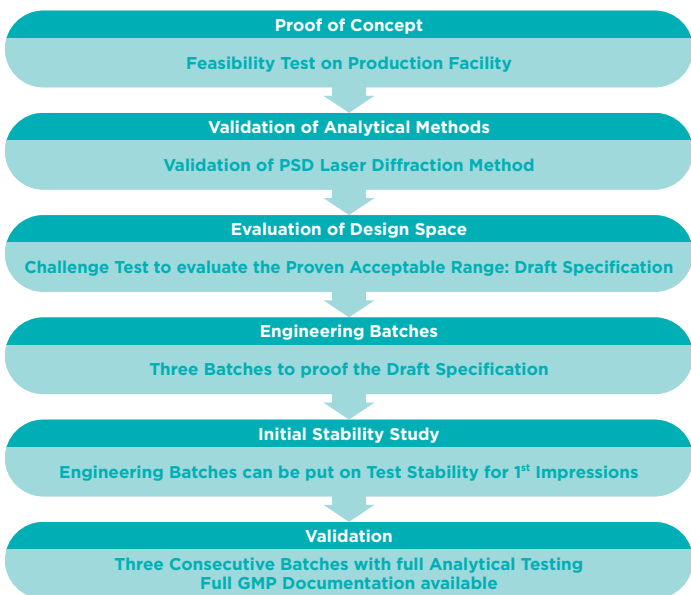 Proof of Concept
Feasibility Test on Production Facility
Validation of Analytical Methods
Validation of PSD Laser Diffraction Method
Evaluation of Design Space
Challenge Test to evaluate the Proven Acceptable Range: Draft Specification
Engineering Batches
Three Batches to proof the Draft Specification
Initial Stability Study
Engineering Batches can be put on Test Stability for 1st Impressions
Validation
Three Consecutive Batches with full Analytical Testing
Full GMP Documentation available